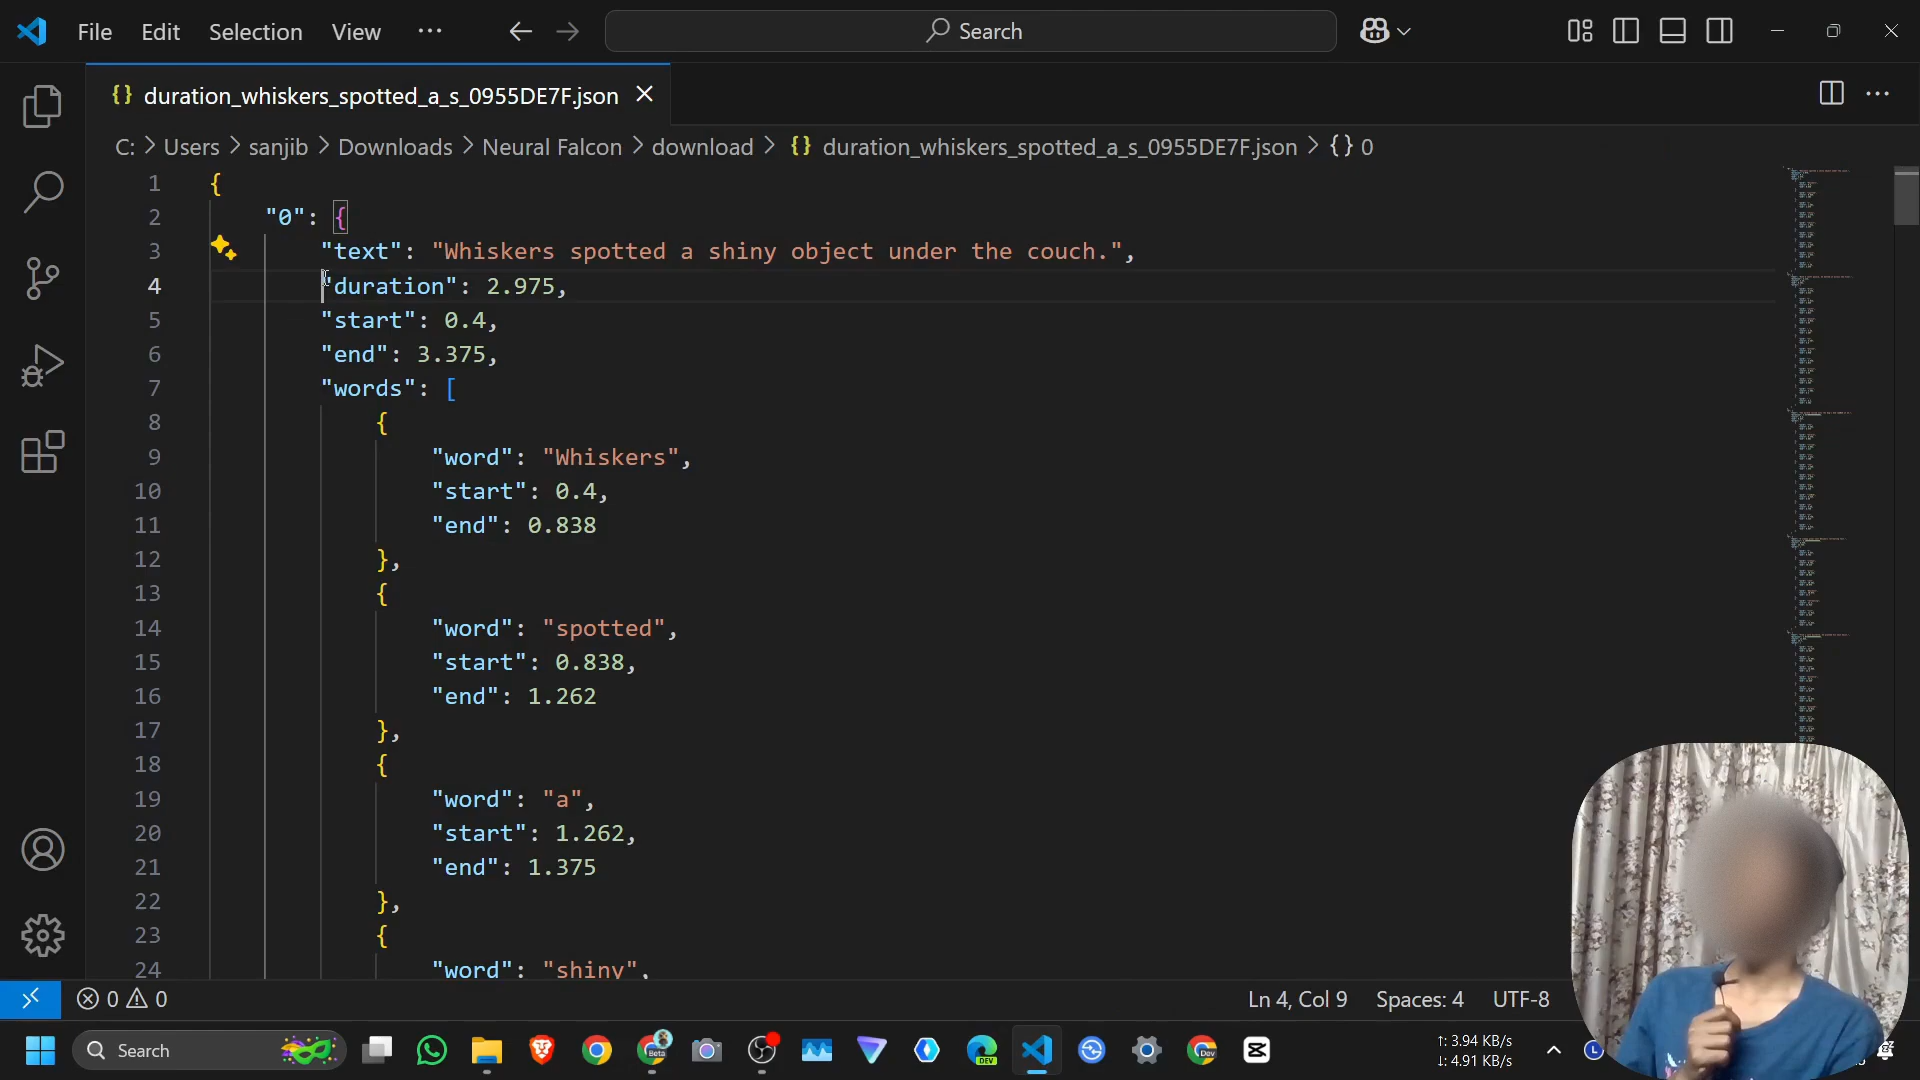 File Edit Selection View ··· Search
duration_whiskers_spotted_a_s_0955DE7F.json
C: > Users > sanjib > Downloads > Neural Falcon > download > {} duration_whiskers_spotted_a_s_0955DE7F.json > {} 0
1 {
2 "0": {
3 "text": "Whiskers spotted a shiny object under the couch.",
4 "duration": 2.975,
5 "start": 0.4,
6 "end": 3.375,
7 "words": [
8 {
9 "word": "Whiskers",
10 "start": 0.4,
11 "end": 0.838
12 },
13 {
14 "word": "spotted",
15 "start": 0.838,
16 "end": 1.262
17 },
18 {
19 "word": "a",
20 "start": 1.262,
21 "end": 1.375
22 },
23 {
24 "word": "shiny",
0 0 Ln 4, Col 9 Spaces: 4 UTF-8
Search Beta DEV Dev ↑: 3.94 KB/s
↓: 4.91 KB/s